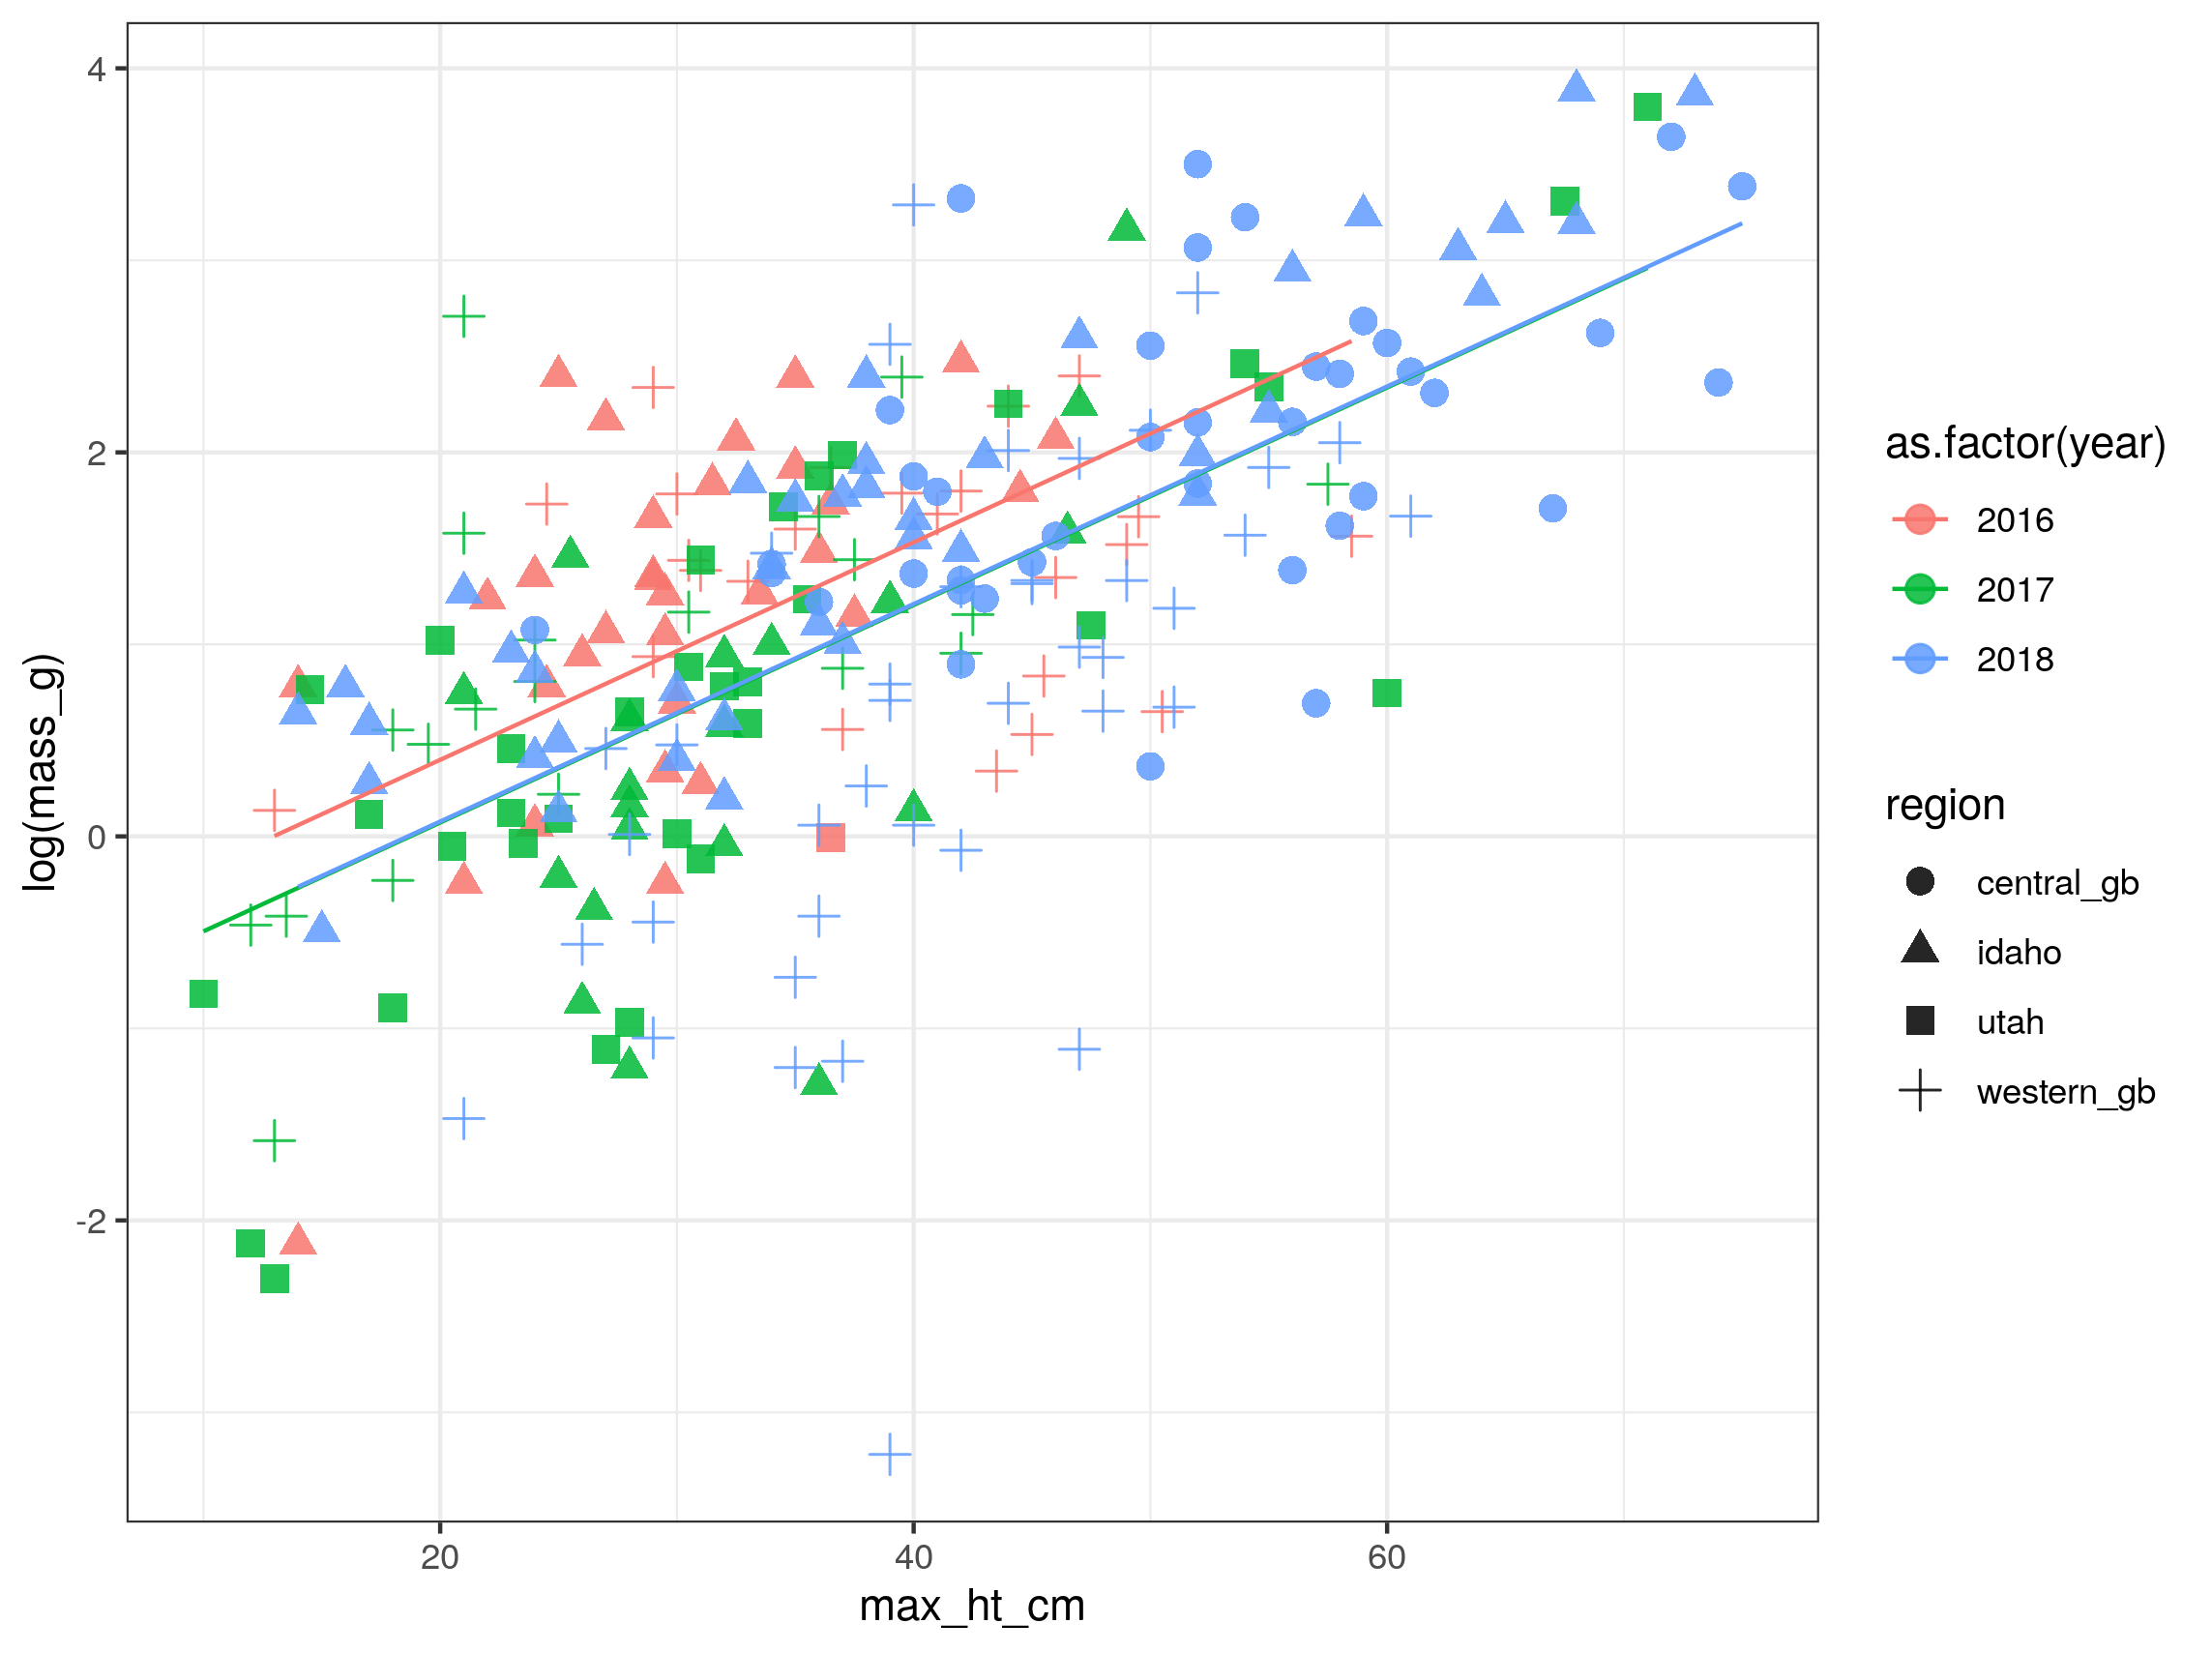 log(mass_g)
4
2
0
-2
20
40
60
max_ht_cm
as.factor(year)
2016
2017
2018
region
central_gb
idaho
utah
western_gb